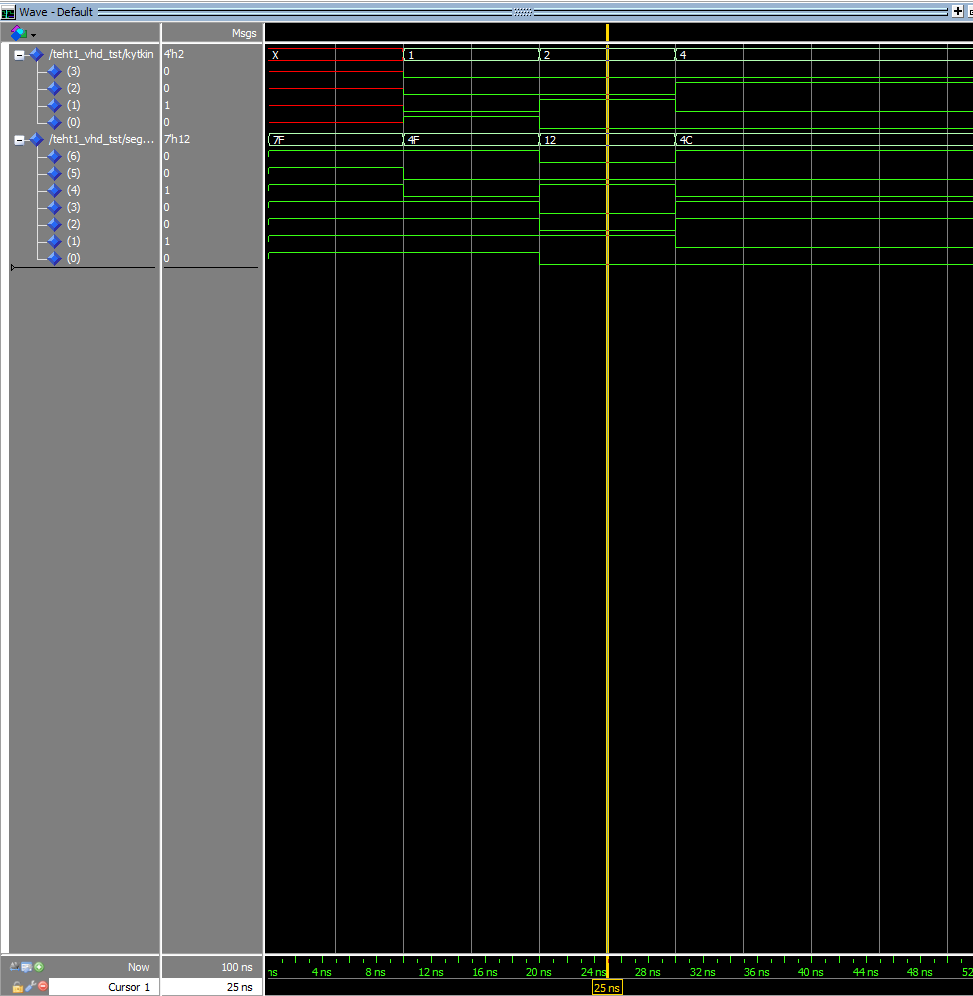 Wave - Default
Msgs
/teht1_vhd_tst/kytkin 4'h2 X 1 2 4
(3) 0
(2) 0
(1) 1
(0) 0
/teht1_vhd_tst/seg... 7'h12 7F 4F 12 4C
(6) 0
(5) 0
(4) 1
(3) 0
(2) 0
(1) 1
(0) 0
Now 100 ns ns 4 ns 8 ns 12 ns 16 ns 20 ns 24 ns 28 ns 32 ns 36 ns 40 ns 44 ns 48 ns
Cursor 1 25 ns 25 ns